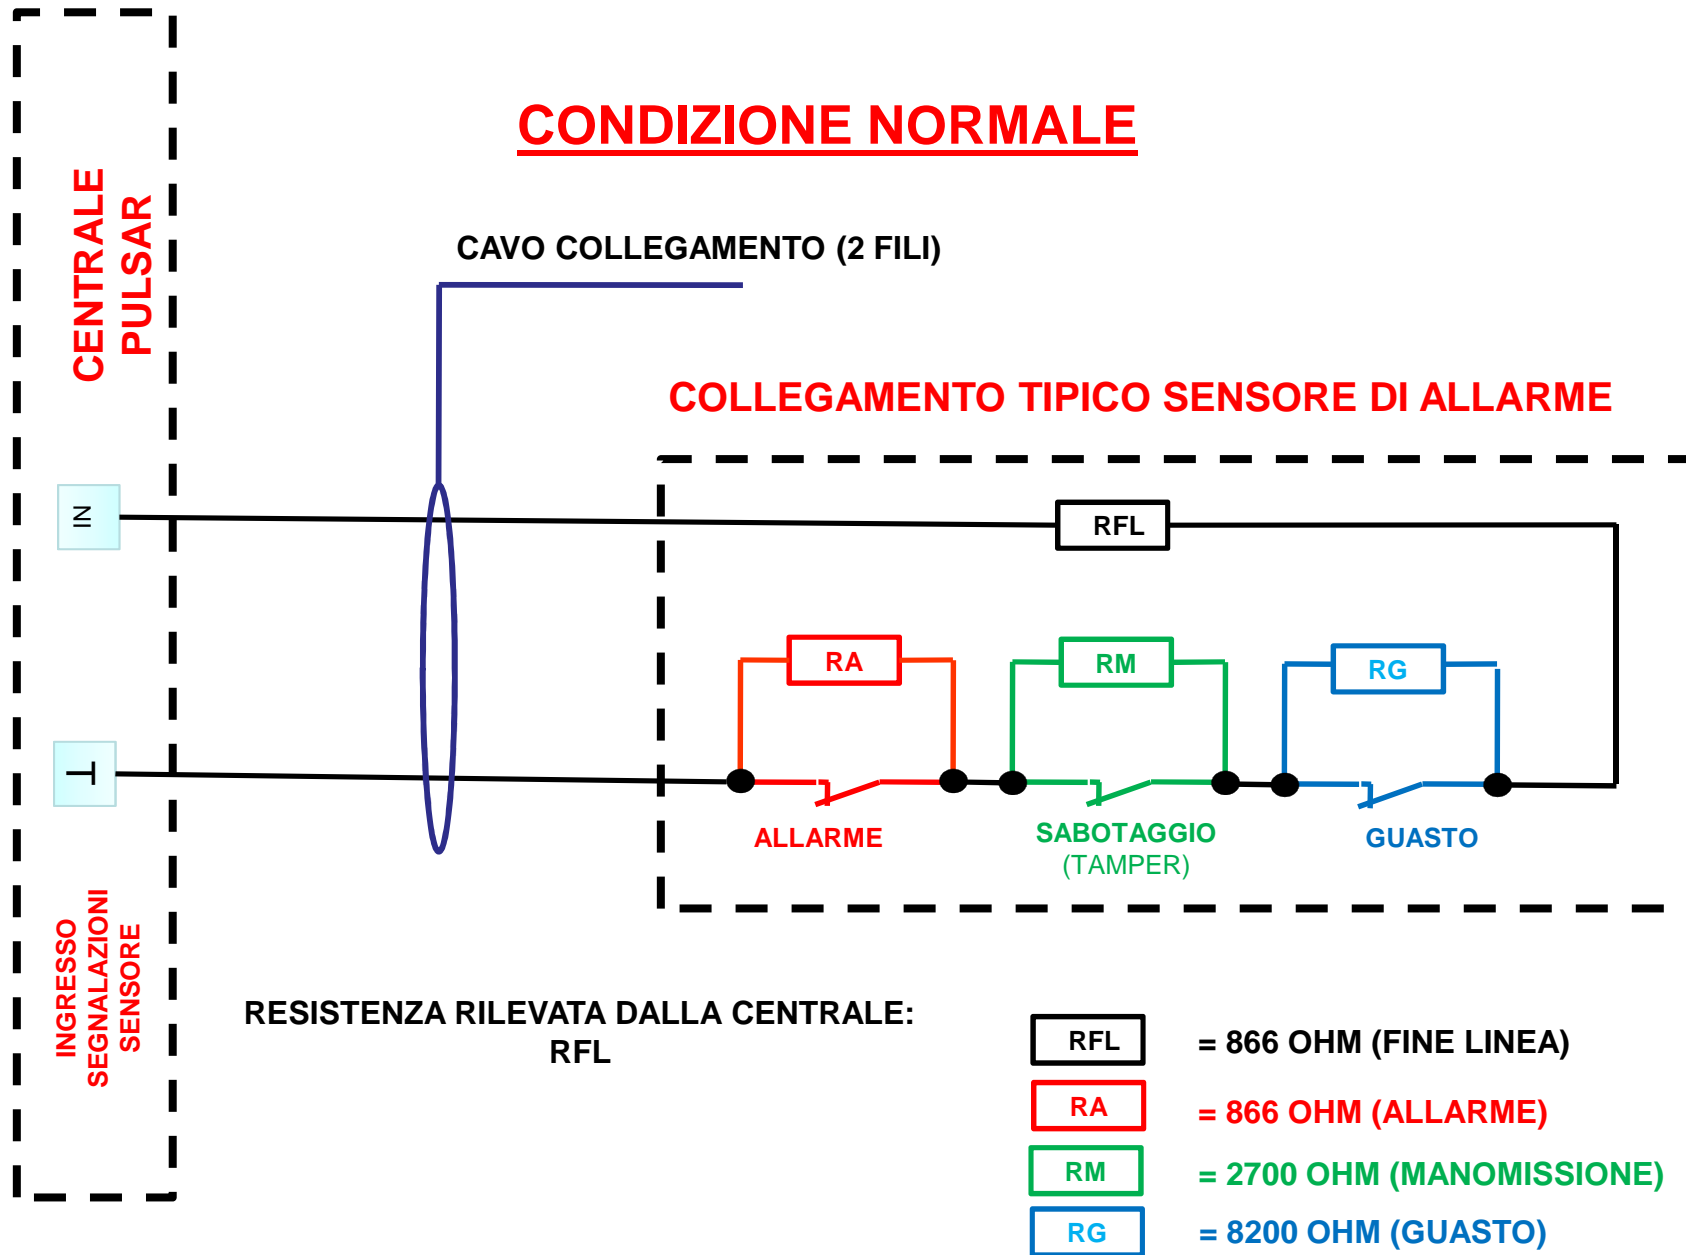 CONDIZIONE NORMALE
CENTRALE
PULSAR
CAVO COLLEGAMENTO (2 FILI)
COLLEGAMENTO TIPICO SENSORE DI ALLARME
IN
RFL
RA
RM
RG
ALLARME
SABOTAGGIO
(TAMPER)
GUASTO
INGRESSO
SEGNALAZIONI
SENSORE
RESISTENZA RILEVATA DALLA CENTRALE:
RFL
RFL = 866 OHM (FINE LINEA)
RA = 866 OHM (ALLARME)
RM = 2700 OHM (MANOMISSIONE)
RG = 8200 OHM (GUASTO)